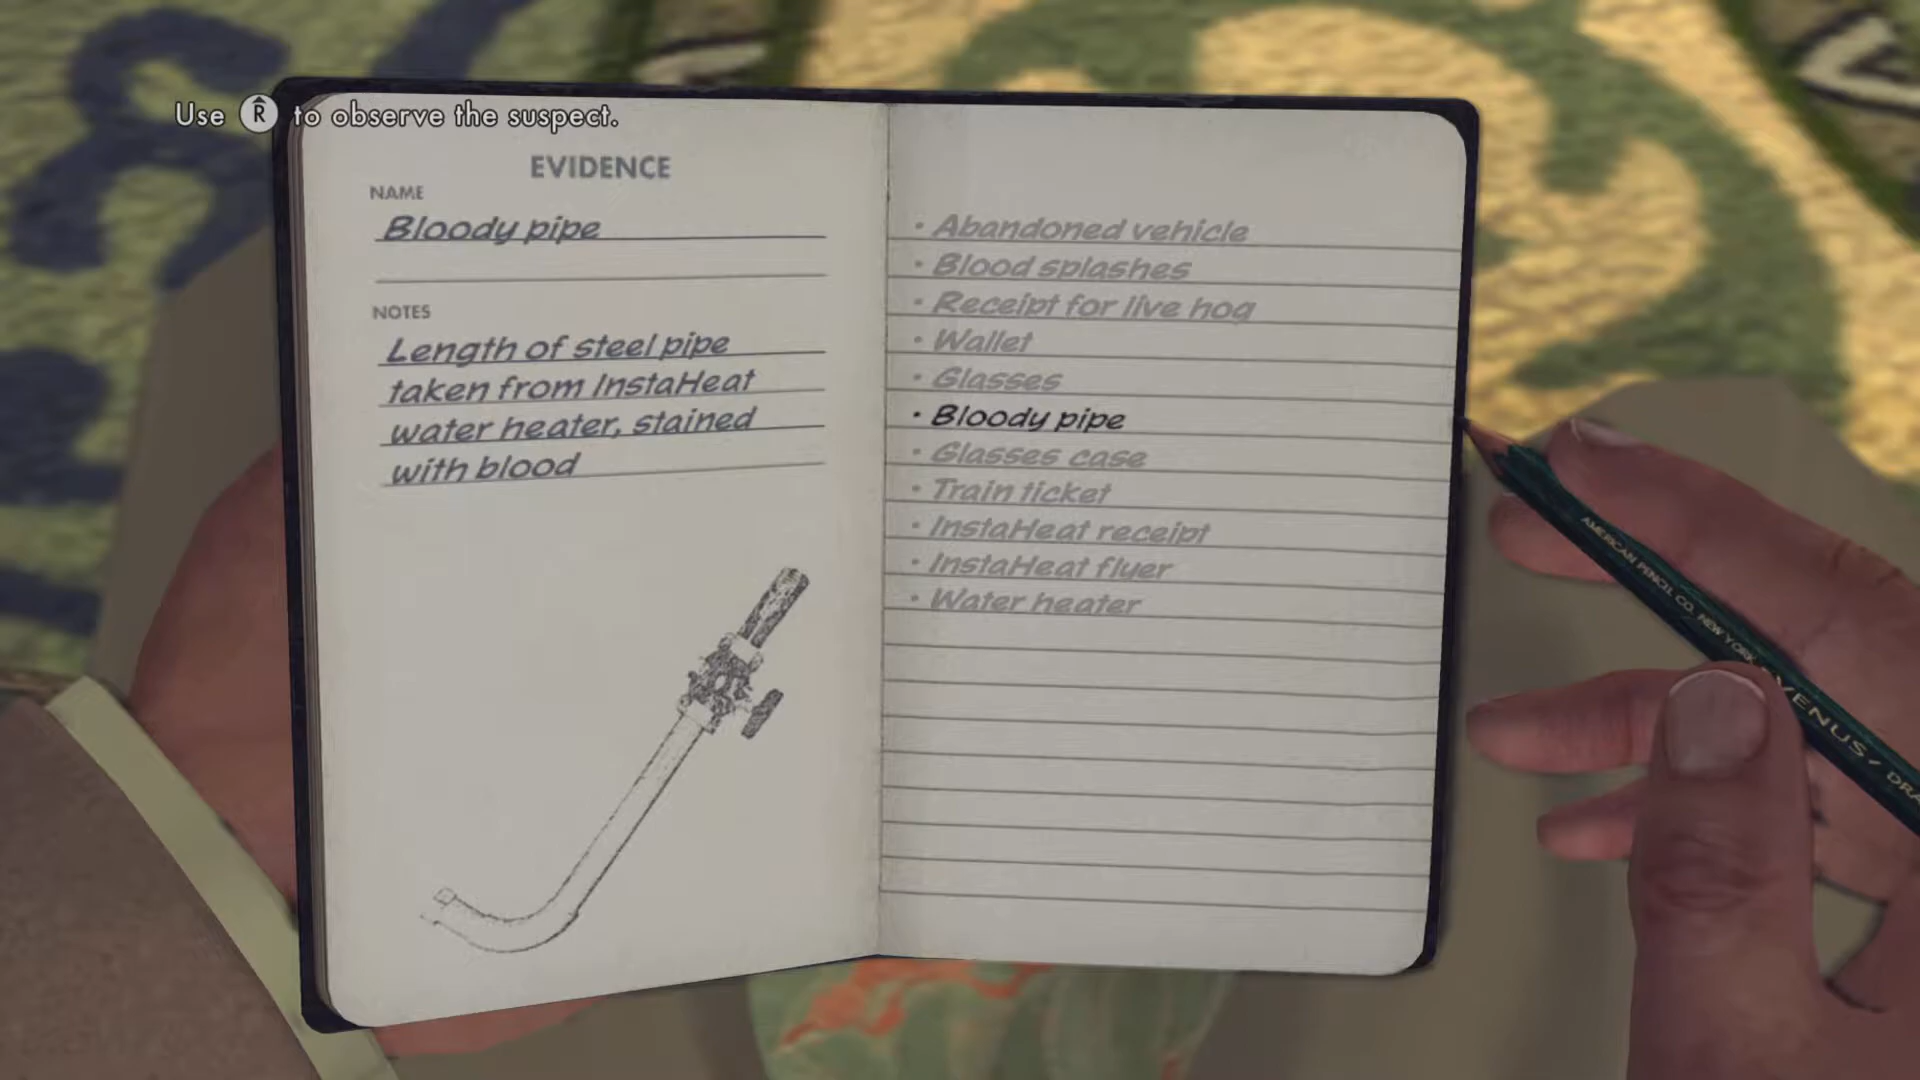 Use R to observe the suspect.
EVIDENCE
NAME
Bloody pipe
NOTES
Length of steel pipe
taken from InstaHeat
water heater, stained
with blood
• Abandoned vehicle
• Blood splashes
• Receipt for live hog
• Wallet
• Glasses
• Bloody pipe
• Glasses case
• Train ticket
• InstaHeat receipt
• InstaHeat flyer
• Water heater
AMERICAN PENCIL CO. NEW YORK VENUS/ DRA